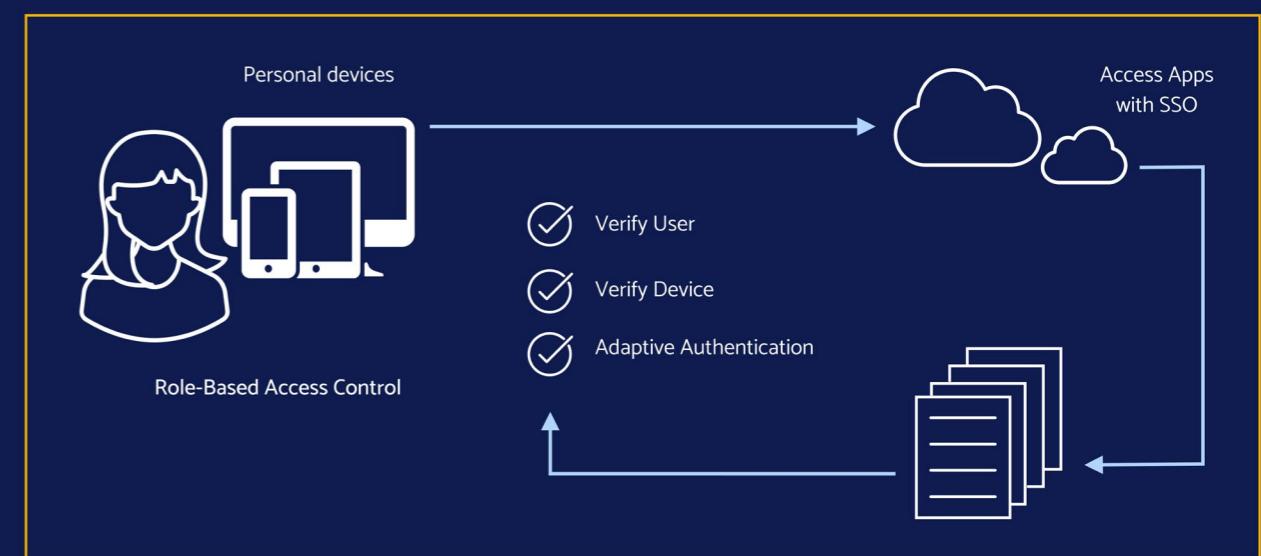 Personal devices
Access Apps
with SSO
Verify User
Verify Device
Adaptive Authentication
Role-Based Access Control